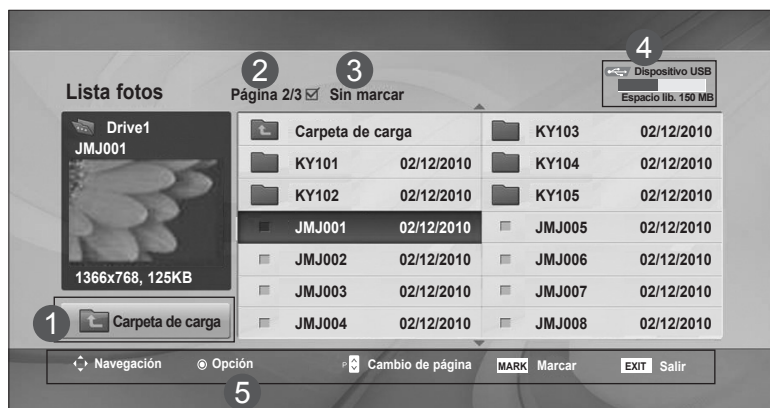 2
3
4
Dispositivo USB
Espacio lib. 150 MB
Lista fotos
Página 2/3 ☑ Sin marcar
Drive1
JMJ001
1366x768, 125KB
1
Carpeta de carga
Carpeta de carga
KY101 02/12/2010
KY102 02/12/2010
JMJ001 02/12/2010
JMJ002 02/12/2010
JMJ003 02/12/2010
JMJ004 02/12/2010
KY103 02/12/2010
KY104 02/12/2010
KY105 02/12/2010
JMJ005 02/12/2010
JMJ006 02/12/2010
JMJ007 02/12/2010
JMJ008 02/12/2010
Navegación
Opción
P Cambio de página
MARK Marcar
EXIT Salir
5